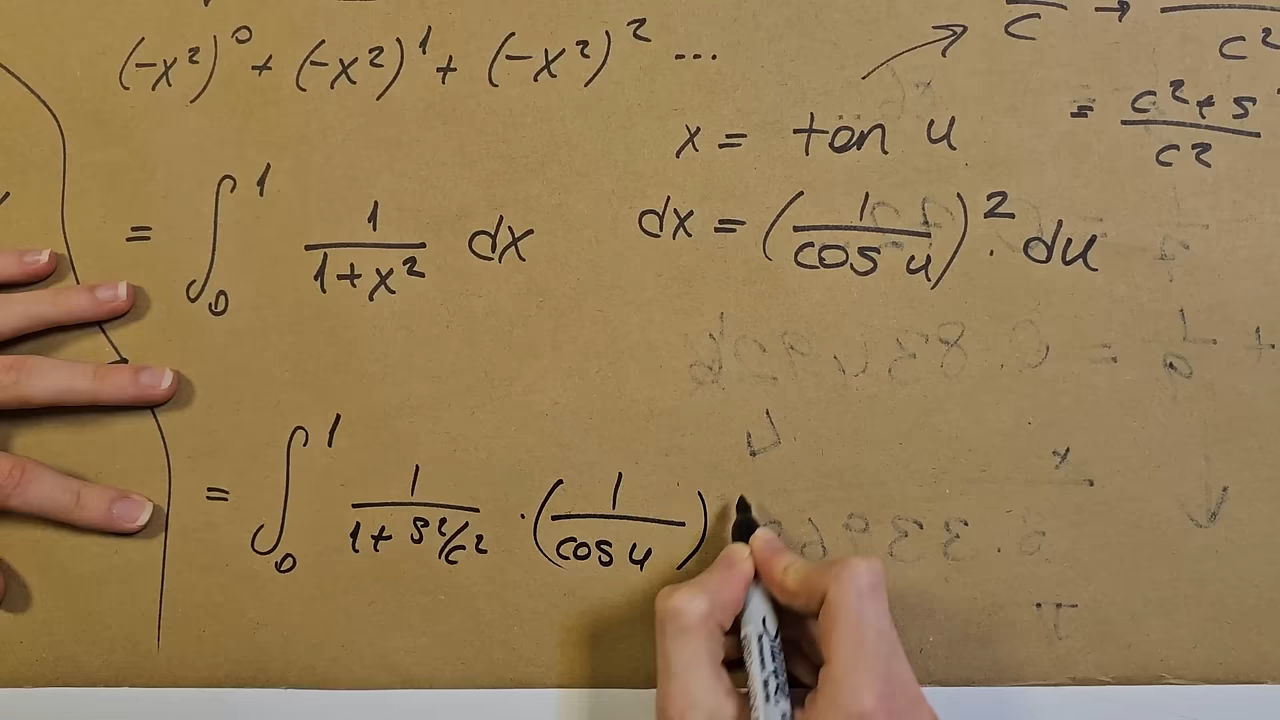 (-x²)⁰ + (-x²)¹ + (-x²)² ...
c → c²
x = tan u
= c²+s / c²
= ∫₀¹ 1/(1+x²) dx
dx = (1/cos u)² · du
= ∫₀¹ 1/(1+s²/c²) · (1/cos u)